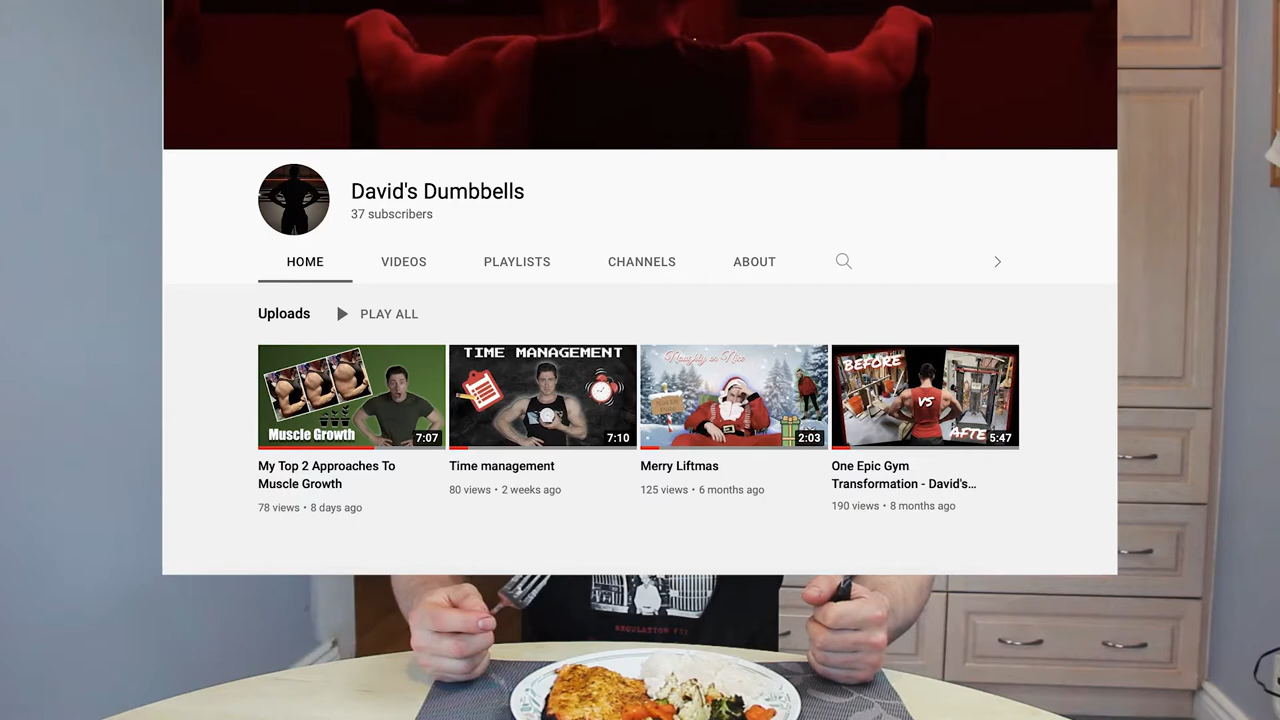 David's Dumbbells
37 subscribers
HOME VIDEOS PLAYLISTS CHANNELS ABOUT
Uploads PLAY ALL
Muscle Growth
7:07
TIME MANAGEMENT
7:10
Naughty or Nice
2:03
BEFORE
VS
AFTE
5:47
My Top 2 Approaches To
Muscle Growth
78 views • 8 days ago
Time management
80 views • 2 weeks ago
Merry Liftmas
125 views • 6 months ago
One Epic Gym
Transformation - David's...
190 views • 8 months ago